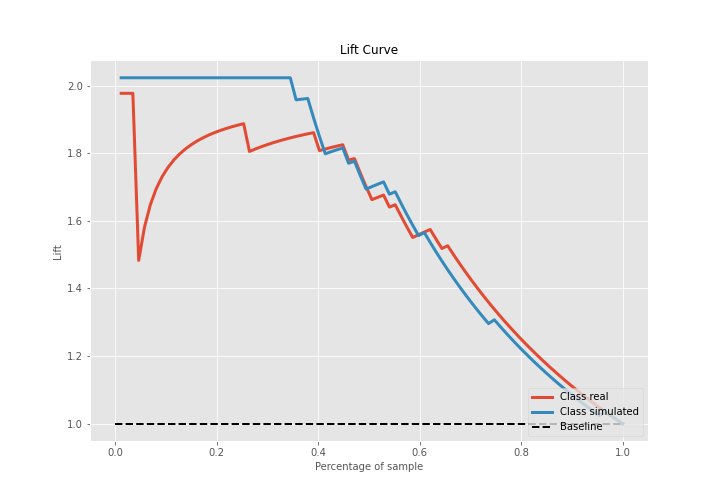 Lift Curve
Lift
2.0
1.8
1.6
1.4
1.2
1.0
0.0
0.2
0.4
0.6
0.8
1.0
Percentage of sample
Class real
Class simulated
Baseline